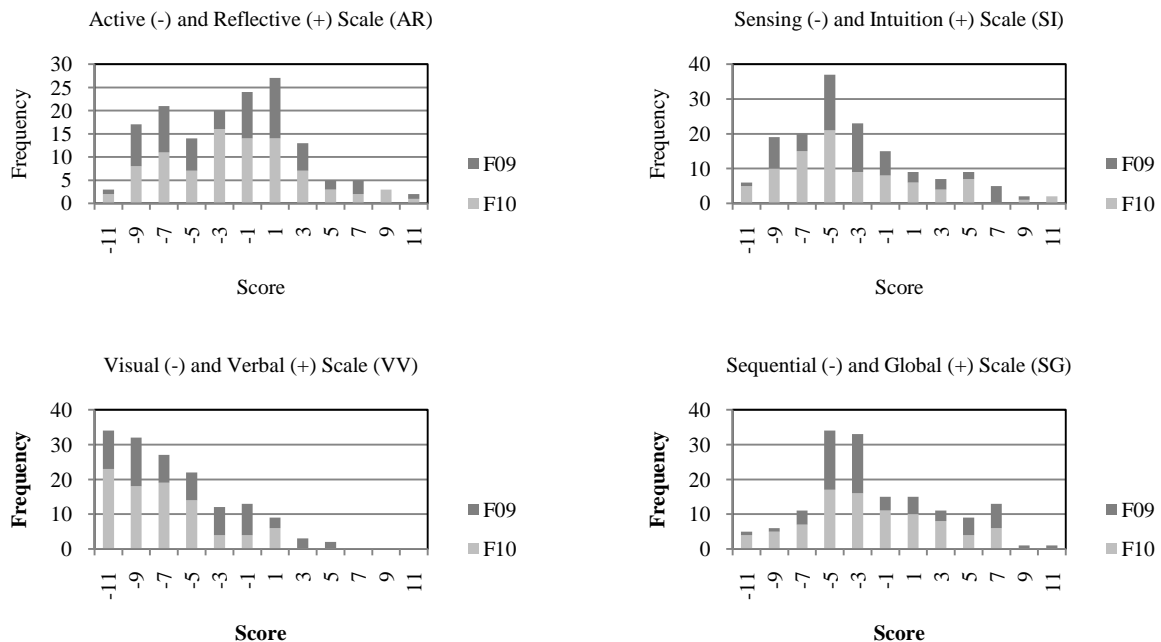 Active (-) and Reflective (+) Scale (AR)
30
25
20
15
10
5
0
Frequency
-11 -9 -7 -5 -3 -1 1 3 5 7 9 11
Score
F09
F10
Sensing (-) and Intuition (+) Scale (SI)
40
30
20
10
0
Frequency
-11 -9 -7 -5 -3 -1 1 3 5 7 9 11
Score
F09
F10
Visual (-) and Verbal (+) Scale (VV)
40
30
20
10
0
Frequency
-11 -9 -7 -5 -3 -1 1 3 5 7 9 11
Score
F09
F10
Sequential (-) and Global (+) Scale (SG)
40
30
20
10
0
Frequency
-11 -9 -7 -5 -3 -1 1 3 5 7 9 11
Score
F09
F10